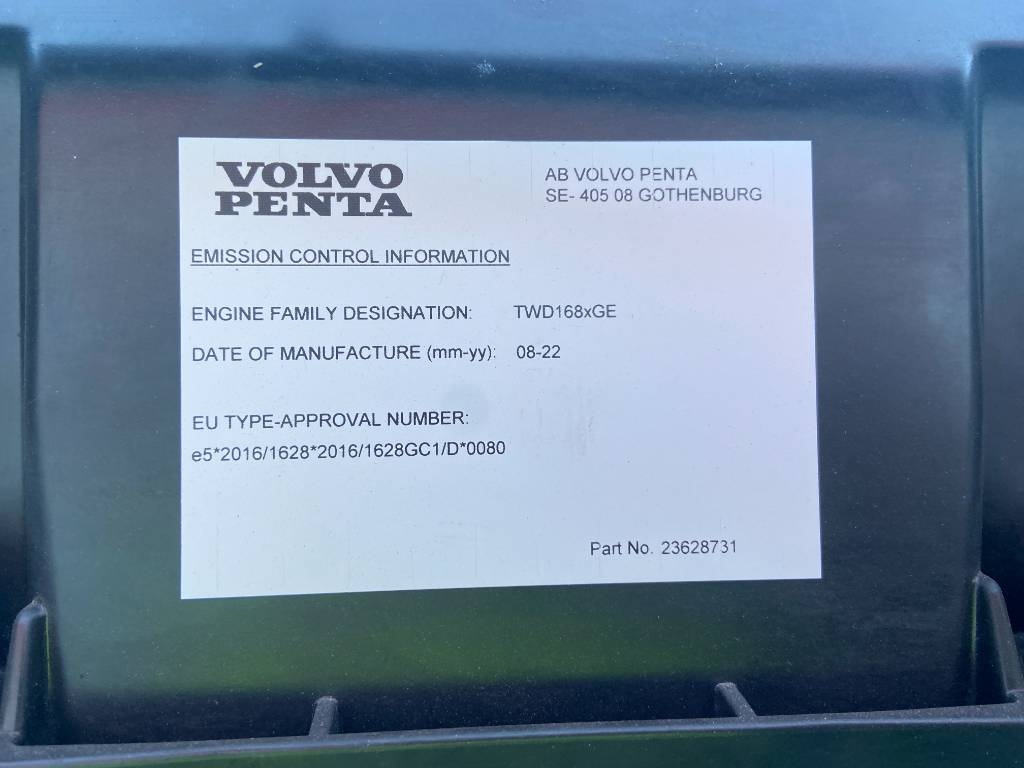 VOLVO
PENTA
AB VOLVO PENTA
SE- 405 08 GOTHENBURG
EMISSION CONTROL INFORMATION
ENGINE FAMILY DESIGNATION: TWD168xGE
DATE OF MANUFACTURE (mm-yy): 08-22
EU TYPE-APPROVAL NUMBER:
e5*2016/1628*2016/1628GC1/D*0080
Part No. 23628731